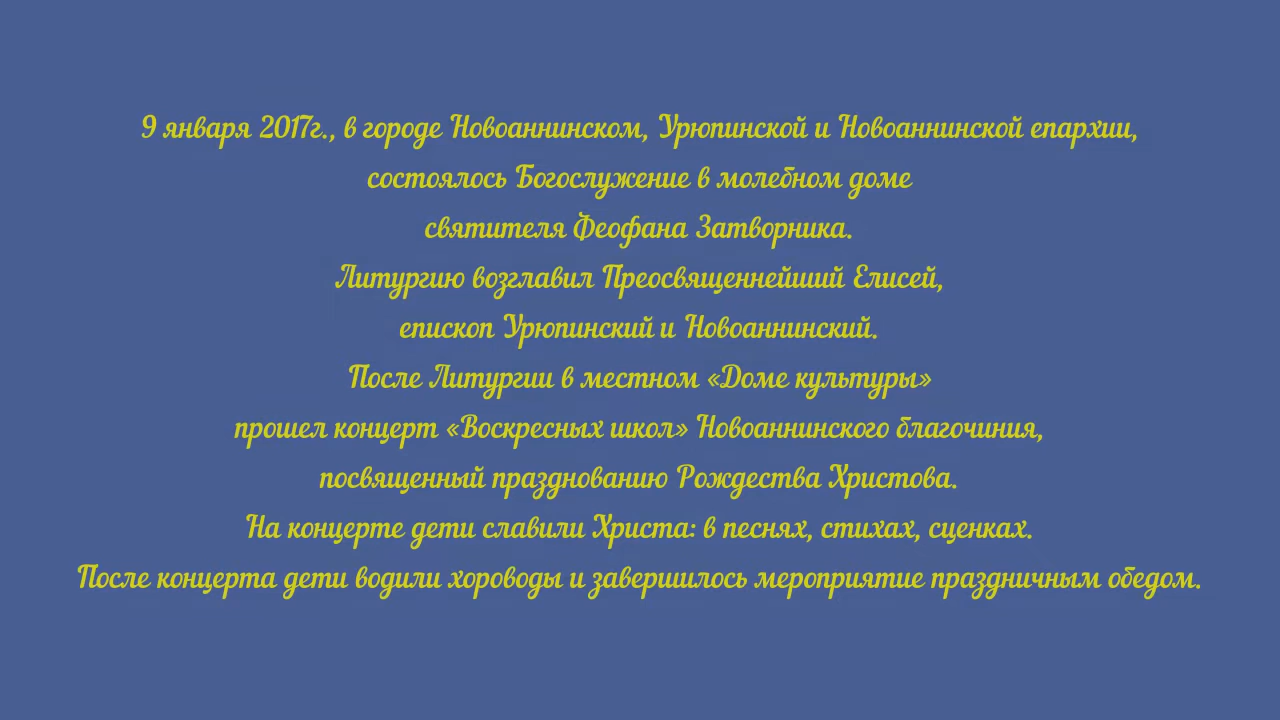 9 января 2017г., в городе Новоаннинском, Урюпинской и Новоаннинской епархии,
состоялось Богослужение в молебном доме
святителя Феофана Затворника.
Литургию возглавил Преосвященнейший Елисей,
епископ Урюпинский и Новоаннинский.
После Литургии в местном «Доме культуры»
прошел концерт «Воскресных школ» Новоаннинского благочиния,
посвященный празднованию Рождества Христова.
На концерте дети славили Христа: в песнях, стихах, сценках.
После концерта дети водили хороводы и завершилось мероприятие праздничным обедом.